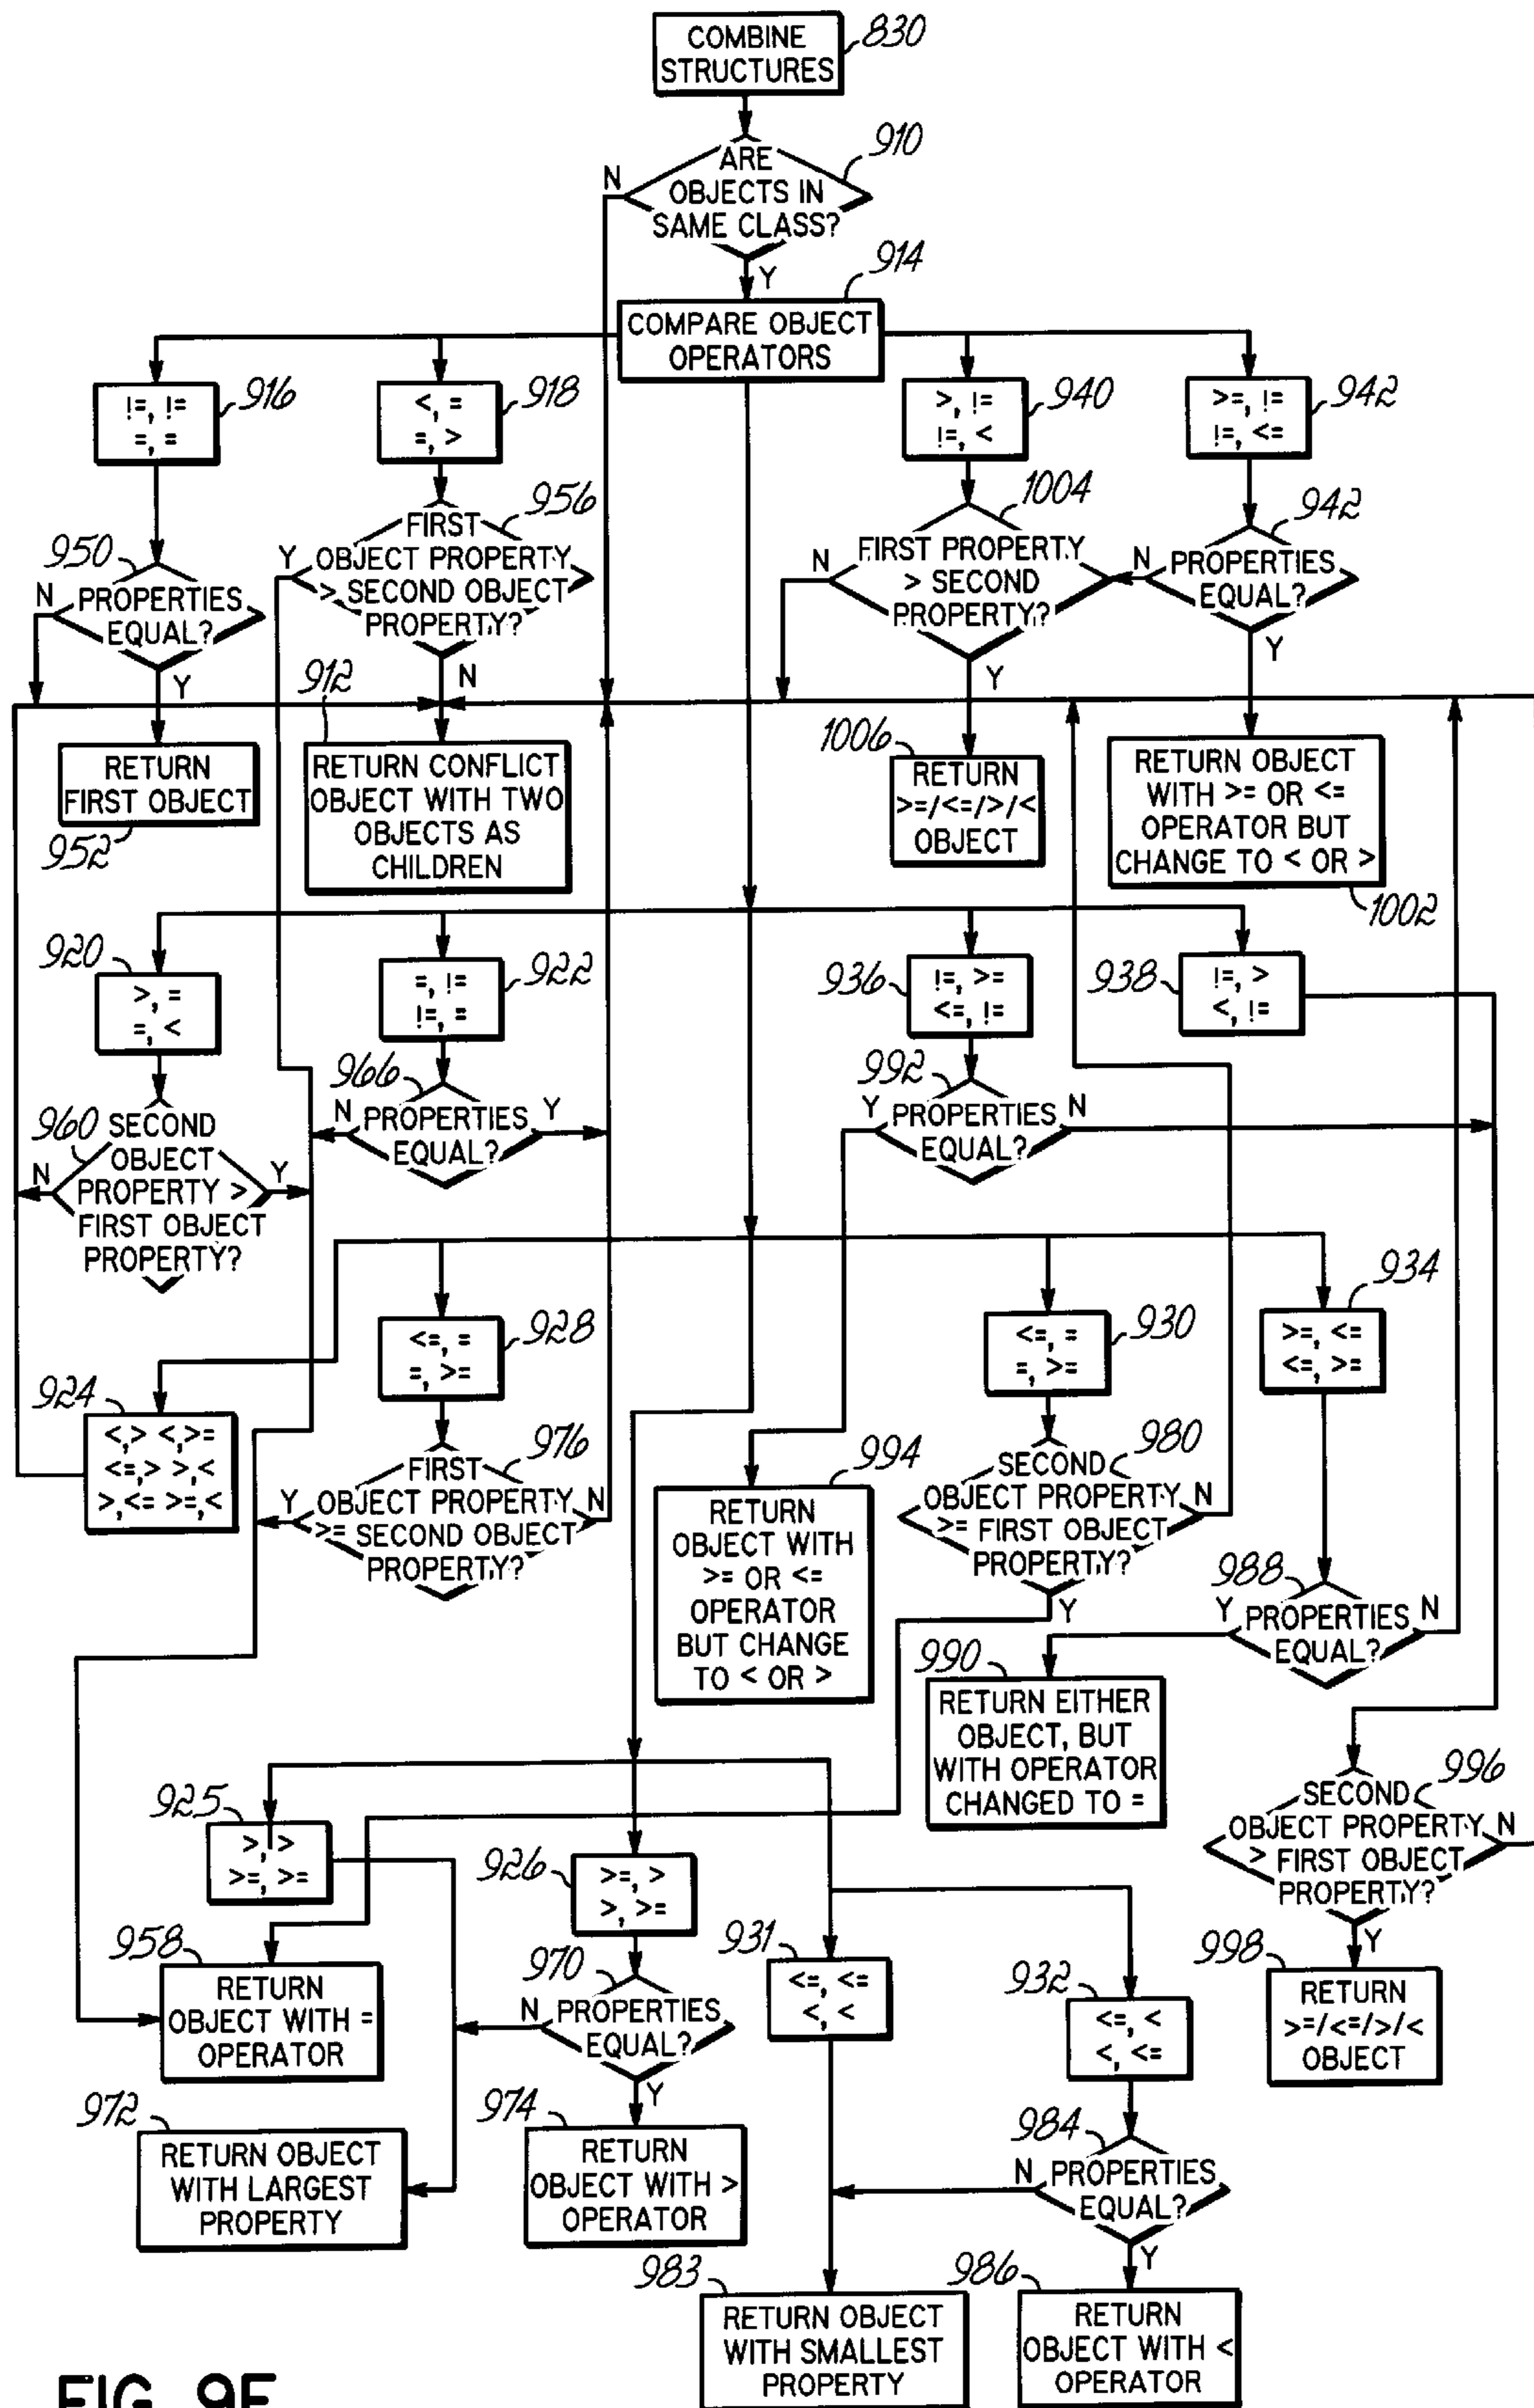 COMBINE
STRUCTURES
830
ARE
OBJECTS IN
SAME CLASS?
910
N
Y
914
COMPARE OBJECT
OPERATORS
!=, !=
=, =
916
<, =
=, >
918
>, !=
!=, <
940
>=, !=
!=, <=
942
950
PROPERTIES
EQUAL?
N
Y
FIRST
OBJECT PROPERTY
> SECOND OBJECT
PROPERTY?
956
Y
N
1004
FIRST PROPERTY
> SECOND
PROPERTY?
N
Y
942
PROPERTIES
EQUAL?
N
Y
RETURN
FIRST OBJECT
952
912
RETURN CONFLICT
OBJECT WITH TWO
OBJECTS AS
CHILDREN
1006
RETURN
>=/<=/>/<
OBJECT
RETURN OBJECT
WITH >= OR <=
OPERATOR BUT
CHANGE TO < OR >
1002
920
>, =
=, <
=, !=
!=, =
922
936
!=, >=
<=, !=
938
!=, >
<, !=
960
SECOND
OBJECT
PROPERTY >
FIRST OBJECT
PROPERTY?
N
Y
966
PROPERTIES
EQUAL?
N
Y
992
PROPERTIES
EQUAL?
Y
N
924
<,> <,>=
<=,> >,<
>,<= >=,<
<=, =
=, >=
928
<=, =
=, >=
930
934
>=, <=
<=, >=
FIRST
OBJECT PROPERTY
>= SECOND OBJECT
PROPERTY?
976
Y
N
994
RETURN
OBJECT WITH
>= OR <=
OPERATOR
BUT CHANGE
TO < OR >
SECOND
OBJECT PROPERTY
>= FIRST OBJECT
PROPERTY?
980
N
Y
988
PROPERTIES
EQUAL?
Y
N
990
RETURN EITHER
OBJECT, BUT
WITH OPERATOR
CHANGED TO =
SECOND
OBJECT PROPERTY
> FIRST OBJECT
PROPERTY?
996
N
Y
925
>, >
>=, >=
926
>=, >
>, >=
931
<=, <=
<, <
932
<=, <
<, <=
998
RETURN
>=/<=/>/<
OBJECT
958
RETURN
OBJECT WITH =
OPERATOR
970
PROPERTIES
EQUAL?
N
Y
972
RETURN OBJECT
WITH LARGEST
PROPERTY
974
RETURN
OBJECT WITH >
OPERATOR
984
PROPERTIES
EQUAL?
N
Y
983
RETURN OBJECT
WITH SMALLEST
PROPERTY
986
RETURN
OBJECT WITH <
OPERATOR